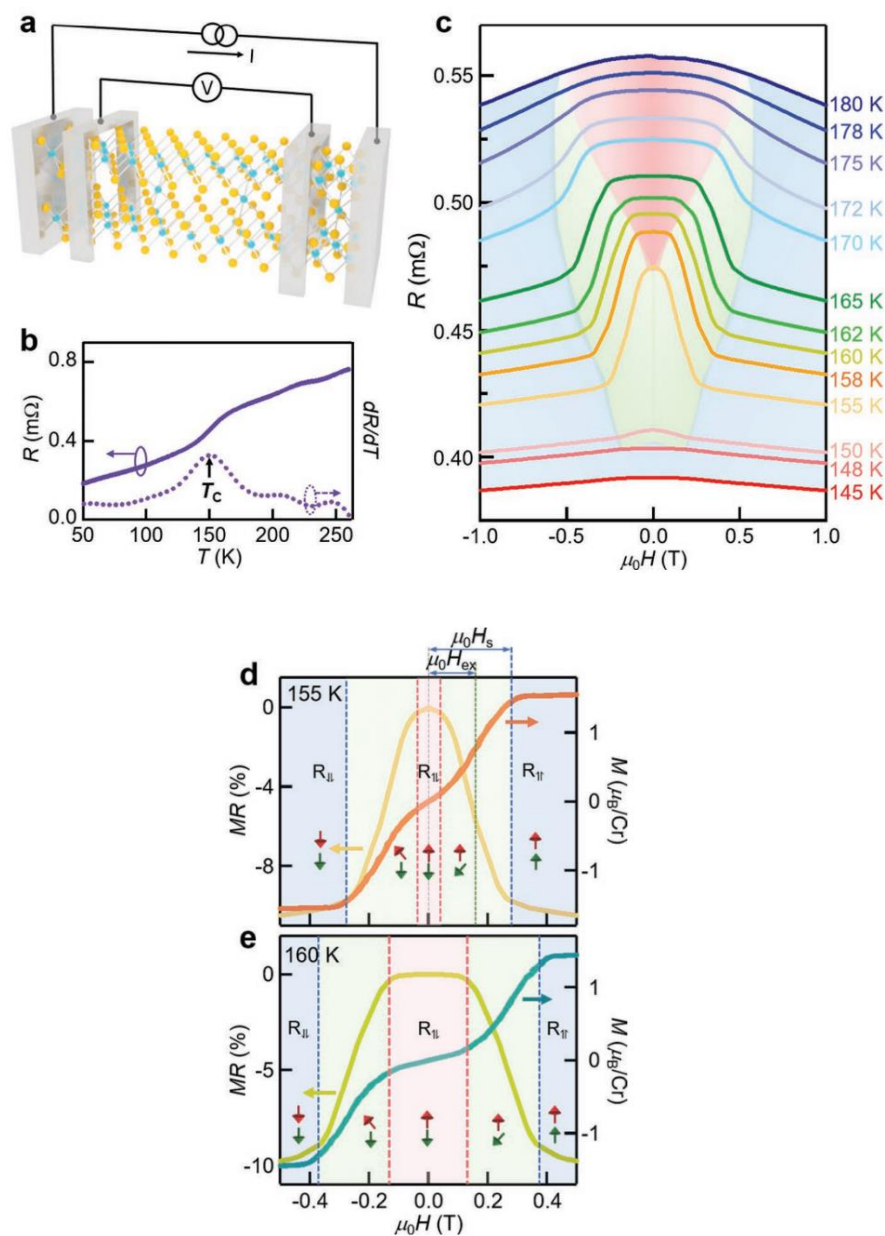 a
I
V
b
0.8
0.4
0.0
R (mΩ)
dR/dT
T_C
50 100 150 200 250
T (K)
c
0.55
0.50
0.45
0.40
R (mΩ)
180 K
178 K
175 K
172 K
170 K
165 K
162 K
160 K
158 K
155 K
150 K
148 K
145 K
-1.0 -0.5 0.0 0.5 1.0
μ₀H (T)
μ₀Hₛ
μ₀Hₑₓ
d
155 K
0
-4
-8
MR (%)
R⇊ R⇅ R⇈
1
0
-1
M (μ_B/Cr)
e
160 K
0
-5
-10
MR (%)
R⇊ R⇅ R⇈
1
0
-1
M (μ_B/Cr)
-0.4 -0.2 0.0 0.2 0.4
μ₀H (T)